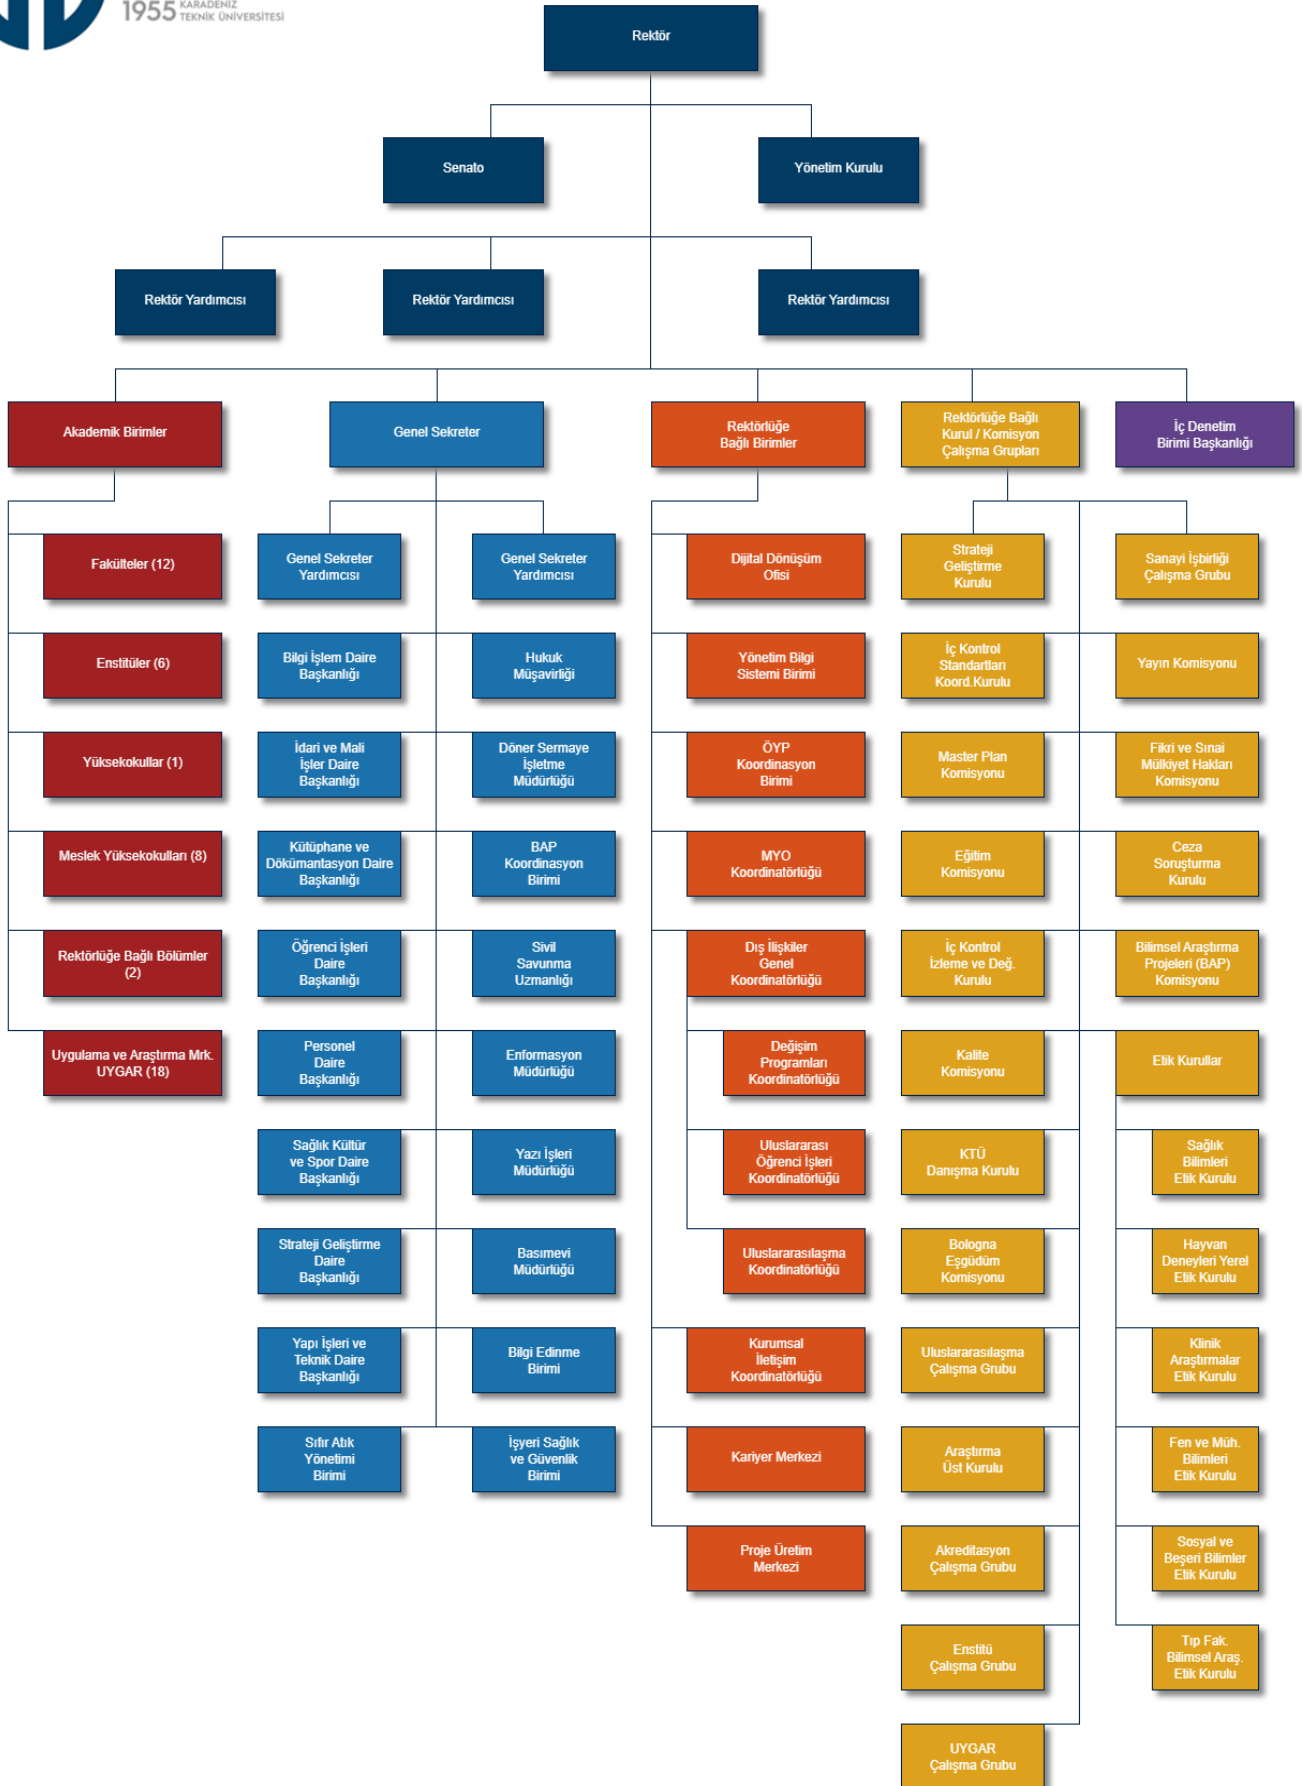 1955 KARADENİZ
TEKNİK ÜNİVERSİTESİ
Rektör
Senato
Yönetim Kurulu
Rektör Yardımcısı
Rektör Yardımcısı
Rektör Yardımcısı
Akademik Birimler
Genel Sekreter
Rektörlüğe
Bağlı Birimler
Rektörlüğe Bağlı
Kurul / Komisyon
Çalışma Grupları
İç Denetim
Birimi Başkanlığı
Fakülteler (12)
Enstitüler (6)
Yüksekokullar (1)
Meslek Yüksekokulları (8)
Rektörlüğe Bağlı Bölümler
(2)
Uygulama ve Araştırma Mrk.
UYGAR (18)
Genel Sekreter
Yardımcısı
Genel Sekreter
Yardımcısı
Bilgi İşlem Daire
Başkanlığı
Hukuk
Müşavirliği
İdari ve Mali
İşler Daire
Başkanlığı
Döner Sermaye
İşletme
Müdürlüğü
Kütüphane ve
Dökümantasyon Daire
Başkanlığı
BAP
Koordinasyon
Birimi
Öğrenci İşleri
Daire
Başkanlığı
Sivil
Savunma
Uzmanlığı
Personel
Daire
Başkanlığı
Enformasyon
Müdürlüğü
Sağlık Kültür
ve Spor Daire
Başkanlığı
Yazı İşleri
Müdürlüğü
Strateji Geliştirme
Daire
Başkanlığı
Basımevi
Müdürlüğü
Yapı İşleri ve
Teknik Daire
Başkanlığı
Bilgi Edinme
Birimi
Sıfır Atık
Yönetimi
Birimi
İşyeri Sağlık
ve Güvenlik
Birimi
Dijital Dönüşüm
Ofisi
Yönetim Bilgi
Sistemi Birimi
ÖYP
Koordinasyon
Birimi
MYO
Koordinatörlüğü
Dış İlişkiler
Genel
Koordinatörlüğü
Değişim
Programları
Koordinatörlüğü
Uluslararası
Öğrenci İşleri
Koordinatörlüğü
Uluslararasılaşma
Koordinatörlüğü
Kurumsal
İletişim
Koordinatörlüğü
Kariyer Merkezi
Proje Üretim
Merkezi
Strateji
Geliştirme
Kurulu
Sanayi İşbirliği
Çalışma Grubu
İç Kontrol
Standartları
Koord.Kurulu
Yayın Komisyonu
Master Plan
Komisyonu
Fikri ve Sınai
Mülkiyet Hakları
Komisyonu
Eğitim
Komisyonu
Ceza
Soruşturma
Kurulu
İç Kontrol
İzleme ve Değ.
Kurulu
Bilimsel Araştırma
Projeleri (BAP)
Komisyonu
Kalite
Komisyonu
Etik Kurullar
KTÜ
Danışma Kurulu
Sağlık
Bilimleri
Etik Kurulu
Bologna
Eşgüdüm
Komisyonu
Hayvan
Deneyleri Yerel
Etik Kurulu
Uluslararasılaşma
Çalışma Grubu
Klinik
Araştırmalar
Etik Kurulu
Araştırma
Üst Kurulu
Fen ve Müh.
Bilimleri
Etik Kurulu
Akreditasyon
Çalışma Grubu
Sosyal ve
Beşeri Bilimler
Etik Kurulu
Enstitü
Çalışma Grubu
Tıp Fak.
Bilimsel Araş.
Etik Kurulu
UYGAR
Çalışma Grubu